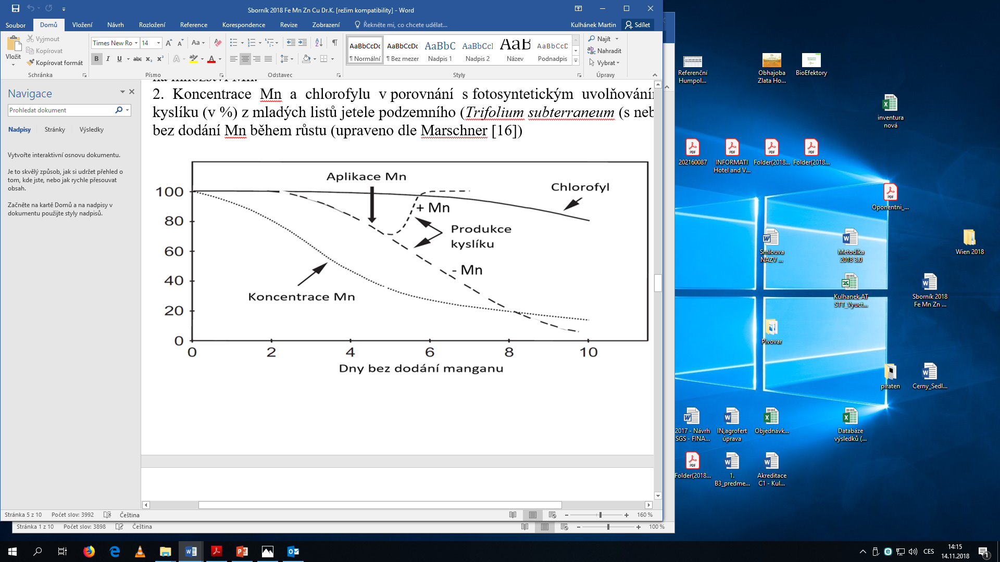 Sborník 2018 Fe Mn Zn Cu Dr.K. [režim kompatibility] - Word
Soubor
Domů
Vložení
Návrh
Rozložení
Reference
Korespondence
Revize
Zobrazení
Řekněte mi, co chcete udělat...
Kulhánek Martin
Sdílet
Vložit
Vyjmout
Kopírovat
Kopírovat formát
Schránka
Times New Ro
14
Písmo
Odstavec
AaBbCcDc
¶ Normální
AaBbCcDc
¶ Bez mezer
AaBbC
Nadpis 1
AaBbCcI
Nadpis 2
AaB
Název
AaBbCcD
Podnadpis
Styly
Najít
Nahradit
Vybrat
Úpravy
Navigace
Prohledat dokument
Nadpisy
Stránky
Výsledky
Vytvořte interaktivní osnovu dokumentu.
Je to skvělý způsob, jak si udržet přehled o
tom, kde jste, nebo jak rychle přesouvat
obsah.
Začněte na kartě Domů a na nadpisy v
dokumentu použijte styly nadpisů.
na množství Mn.
2. Koncentrace Mn a chlorofylu v porovnání s fotosyntetickým uvolňováním
kyslíku (v %) z mladých listů jetele podzemního (Trifolium subterraneum (s neb
bez dodání Mn během růstu (upraveno dle Marschner [16])
Aplikace Mn
Chlorofyl
+ Mn
Produkce
kyslíku
- Mn
Koncentrace Mn
100
80
60
40
20
0
0 2 4 6 8 10
Dny bez dodání manganu
Stránka 5 z 10
Počet slov: 3992
Čeština
160 %
Stránka 1 z 10
Počet slov: 3898
Čeština
100 %
Referenční
Humpol...
Obhajoba
Zlata Ho...
BioEfektory
inventura
nová
202160087
INFORMATI
Hotel and V...
Folder(2018...
Folder(2018...
Oponentni_...
Smlouva
NAZV ...
Metodika
2018 3.0
Wien 2018
Kulhanek AT
STT_Vyuct...
Sborník 2018
Fe Mn Zn ...
Pivovar
piraten
Cerny_Sedl...
2017 - Návrh
SGS - FINA...
IN,agrofert
úprava
Objednávk...
Databáze
výsledků (...
Folder(2018...
1.
B3_predme...
Akreditace
C1 - Kul...
CES
14:15
14.11.2018
1